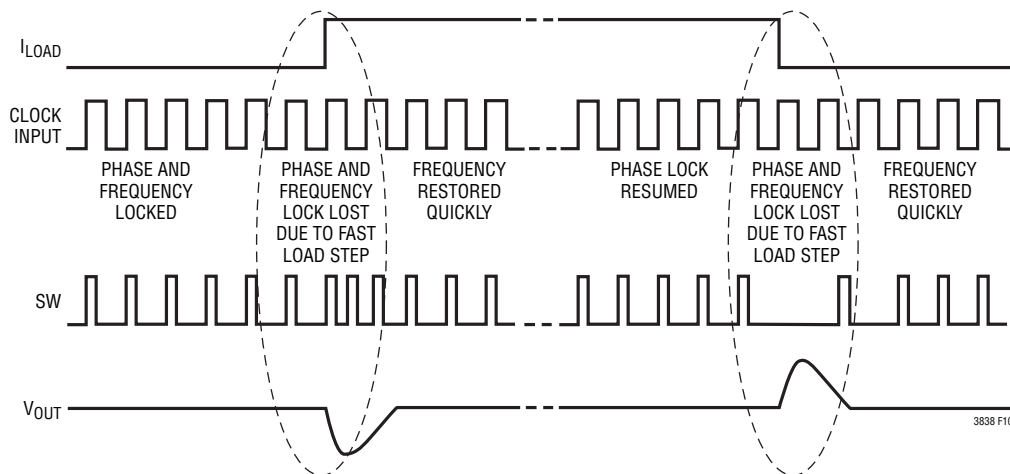 ILOAD
CLOCK
INPUT
PHASE AND
FREQUENCY
LOCKED
PHASE AND
FREQUENCY
LOCK LOST
DUE TO FAST
LOAD STEP
FREQUENCY
RESTORED
QUICKLY
PHASE LOCK
RESUMED
PHASE AND
FREQUENCY
LOCK LOST
DUE TO FAST
LOAD STEP
FREQUENCY
RESTORED
QUICKLY
SW
VOUT
3838 F10